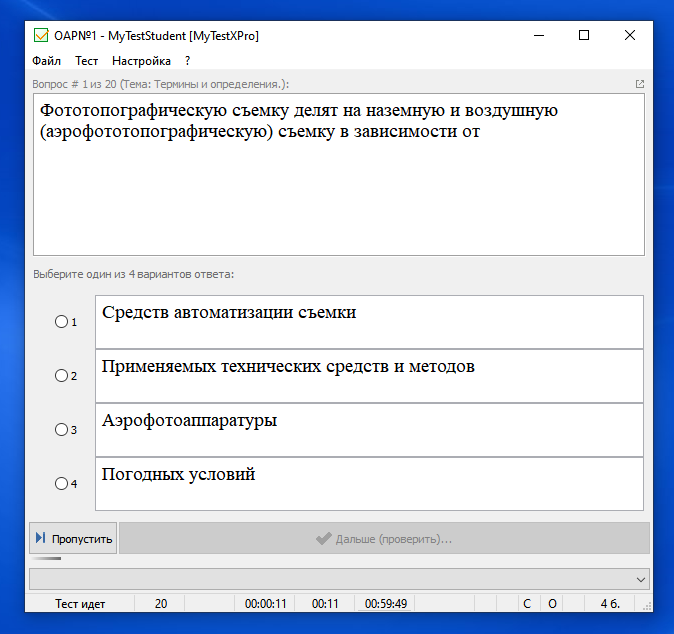 ОАР№1 - MyTestStudent [MyTestXPro]
Файл Тест Настройка ?
Вопрос # 1 из 20 (Тема: Термины и определения.):
Фототопографическую съемку делят на наземную и воздушную
(аэрофототопографическую) съемку в зависимости от
Выберите один из 4 вариантов ответа:
1 Средств автоматизации съемки
2 Применяемых технических средств и методов
3 Аэрофотоаппаратуры
4 Погодных условий
Пропустить Дальше (проверить)...
Тест идет 20 00:00:11 00:11 00:59:49 С О 4 б.